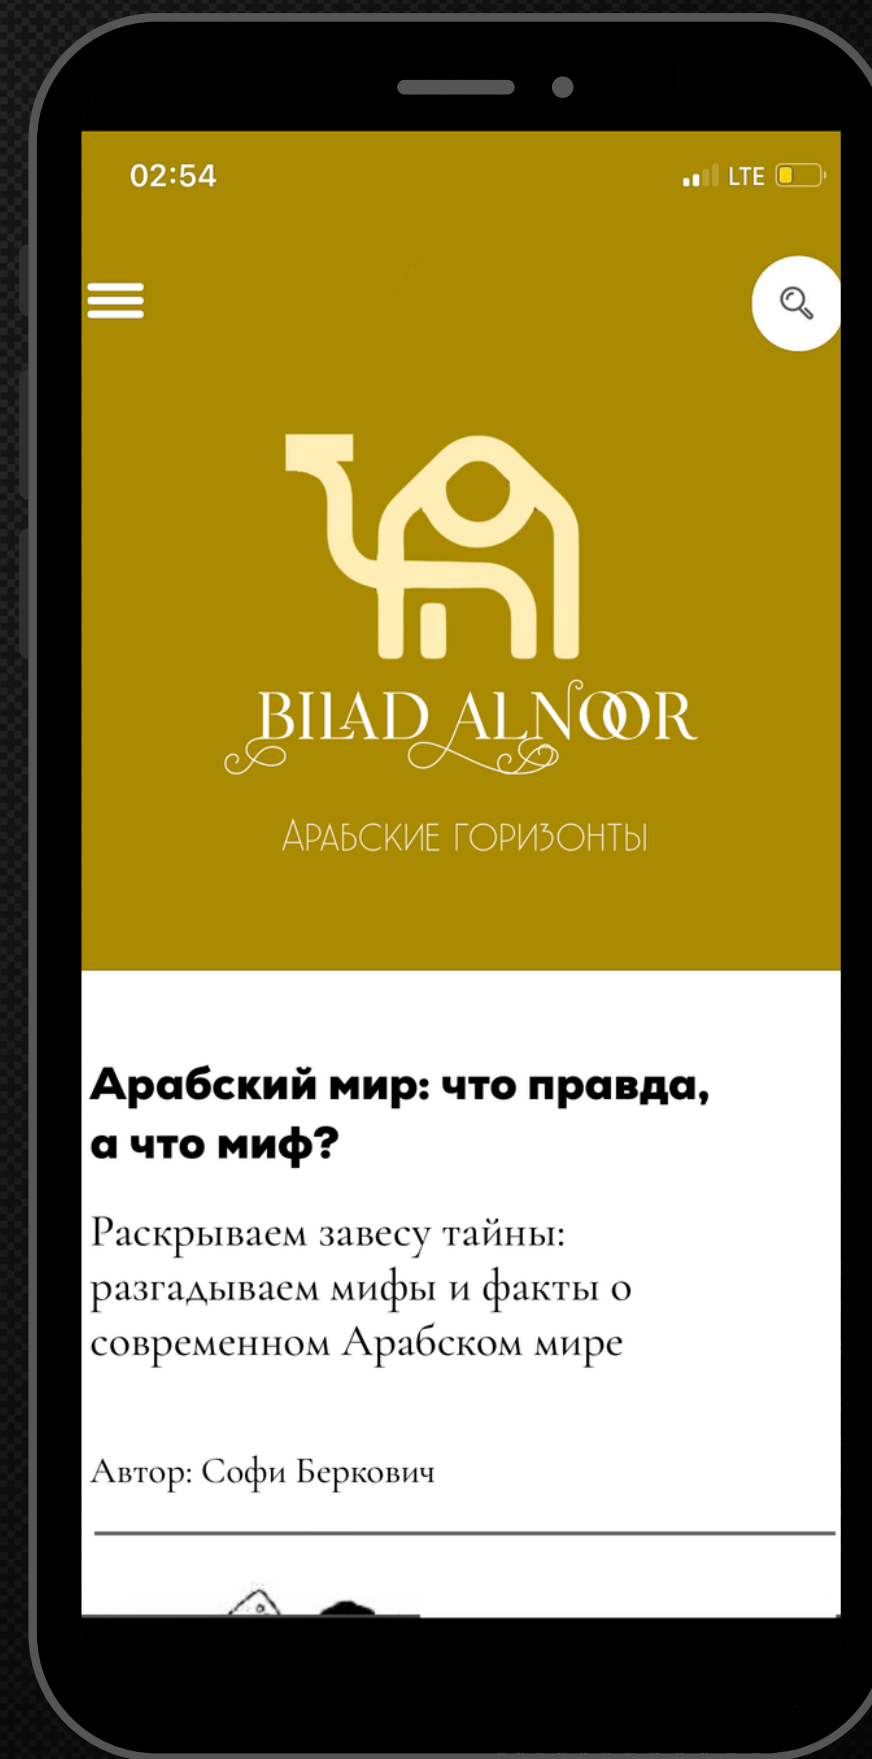 02:54
LTE
BILAD ALNOOR
АРАБСКИЕ ГОРИЗОНТЫ
Арабский мир: что правда,
а что миф?
Раскрываем завесу тайны:
разгадываем мифы и факты о
современном Арабском мире
Автор: Софи Беркович